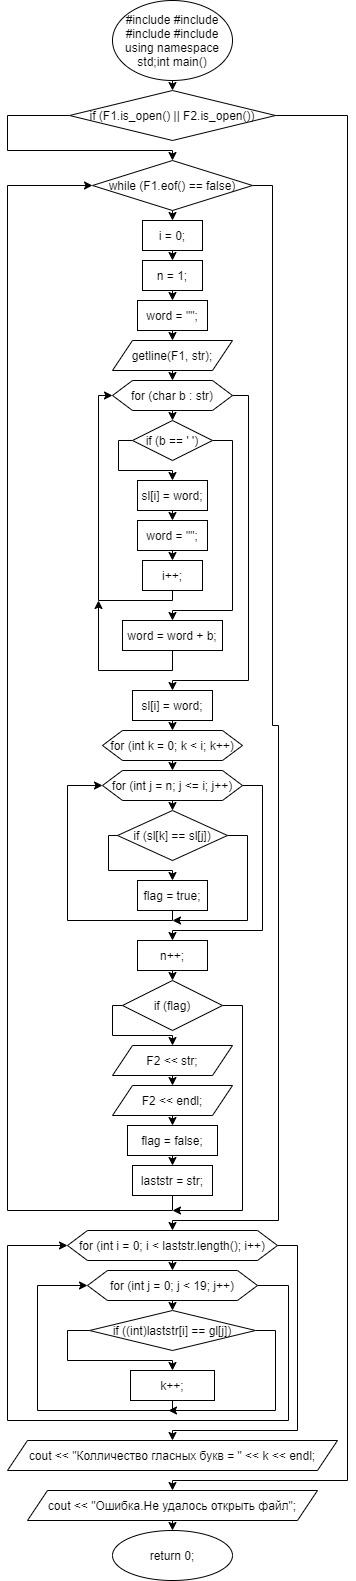 #include #include
#include #include
using namespace
std;int main()
if (F1.is_open() || F2.is_open())
while (F1.eof() == false)
i = 0;
n = 1;
word = "";
getline(F1, str);
for (char b : str)
if (b == ' ')
sl[i] = word;
word = "";
i++;
word = word + b;
sl[i] = word;
for (int k = 0; k < i; k++)
for (int j = n; j <= i; j++)
if (sl[k] == sl[j])
flag = true;
n++;
if (flag)
F2 << str;
F2 << endl;
flag = false;
laststr = str;
for (int i = 0; i < laststr.length(); i++)
for (int j = 0; j < 19; j++)
if ((int)laststr[i] == gl[j])
k++;
cout << "Колличество гласных букв = " << k << endl;
cout << "Ошибка.Не удалось открыть файл";
return 0;